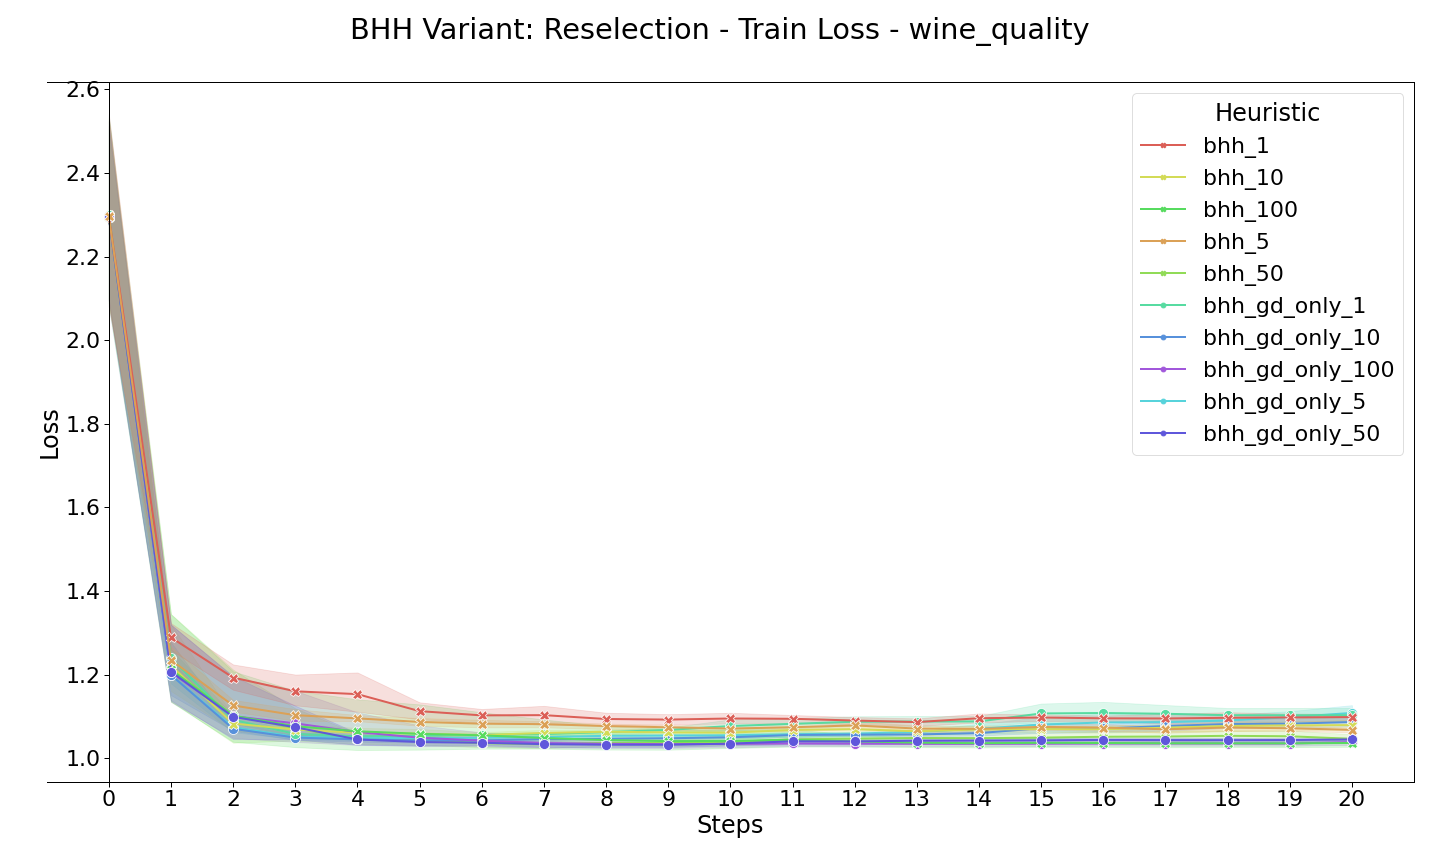 BHH Variant: Reselection - Train Loss - wine_quality
2.6
2.4
2.2
2.0
1.8
1.6
1.4
1.2
1.0
Loss
Heuristic
bhh_1
bhh_10
bhh_100
bhh_5
bhh_50
bhh_gd_only_1
bhh_gd_only_10
bhh_gd_only_100
bhh_gd_only_5
bhh_gd_only_50
0 1 2 3 4 5 6 7 8 9 10 11 12 13 14 15 16 17 18 19 20
Steps